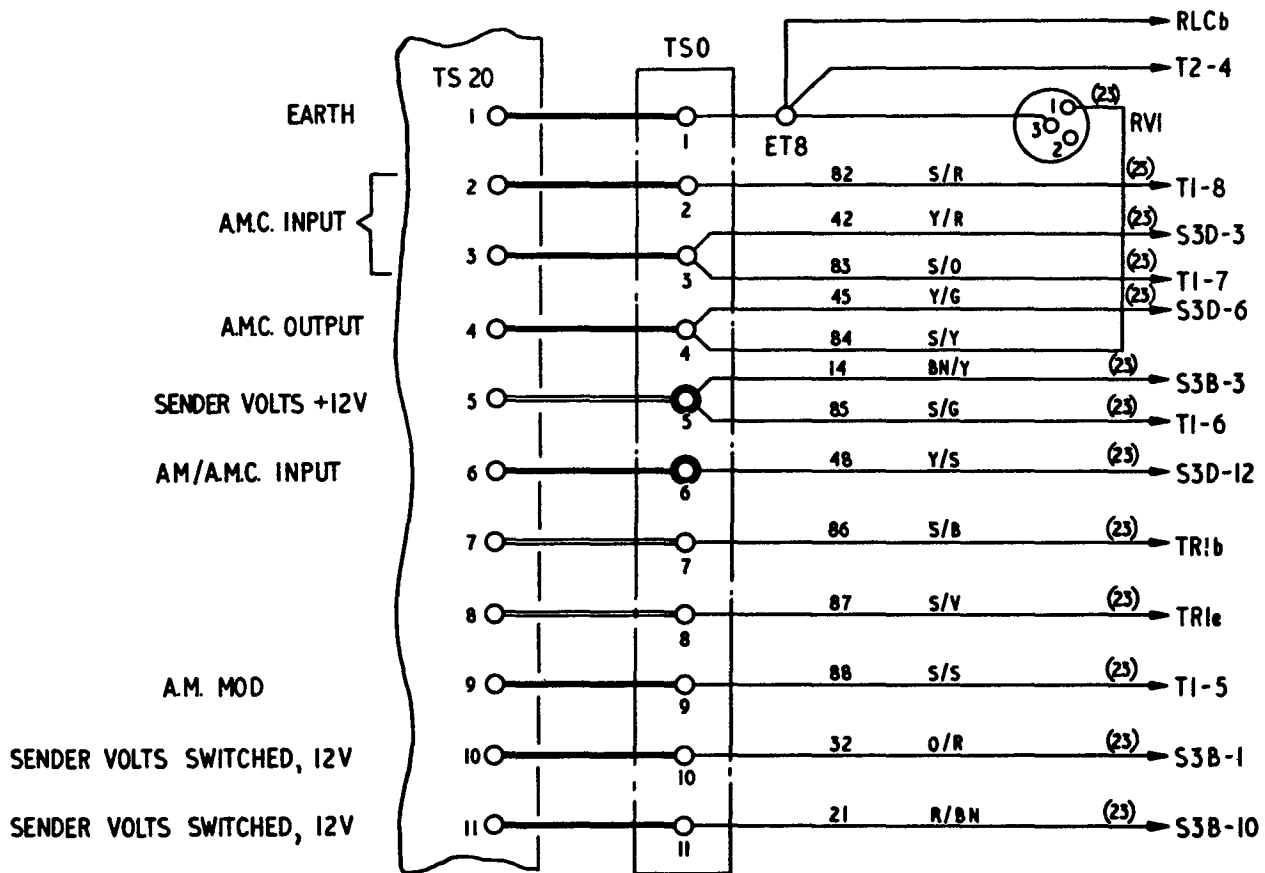 RLCb
TS0
T2-4
TS 20
EARTH 1 1 ET8 1 3 2 (23) RV1
2 2 82 S/R (23) T1-8
A.M.C. INPUT
42 Y/R (23) S3D-3
3 3
83 S/O (23) T1-7
45 Y/G (23) S3D-6
A.M.C. OUTPUT 4 4
84 S/Y
14 BN/Y (23) S3B-3
SENDER VOLTS +12V 5 5
85 S/G (23) T1-6
AM/A.M.C. INPUT 6 6 48 Y/S (23) S3D-12
7 7 86 S/B (23) TR1b
8 8 87 S/V (23) TR1e
A.M. MOD 9 9 88 S/S (23) T1-5
SENDER VOLTS SWITCHED, 12V 10 10 32 O/R (23) S3B-1
SENDER VOLTS SWITCHED, 12V 11 11 21 R/BN (23) S3B-10